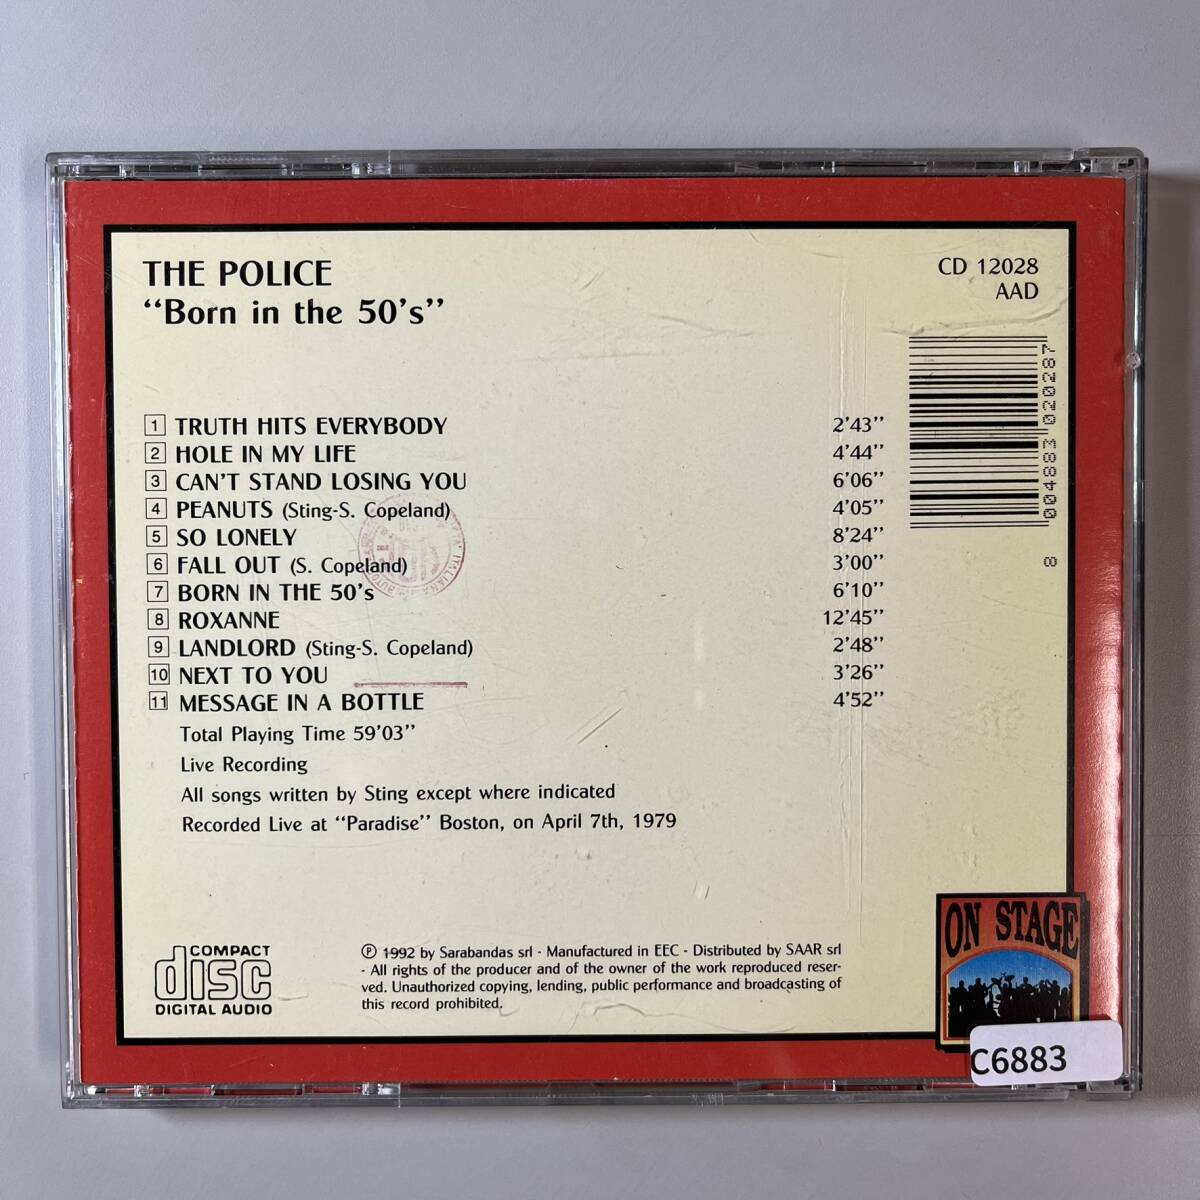 THE POLICE
"Born in the 50's"
CD 12028
AAD
8 004883 020287
1 TRUTH HITS EVERYBODY 2'43''
2 HOLE IN MY LIFE 4'44''
3 CAN'T STAND LOSING YOU 6'06''
4 PEANUTS (Sting-S. Copeland) 4'05''
5 SO LONELY 8'24''
6 FALL OUT (S. Copeland) 3'00''
7 BORN IN THE 50's 6'10''
8 ROXANNE 12'45''
9 LANDLORD (Sting-S. Copeland) 2'48''
10 NEXT TO YOU 3'26''
11 MESSAGE IN A BOTTLE 4'52''
Total Playing Time 59'03''
Live Recording
All songs written by Sting except where indicated
Recorded Live at "Paradise" Boston, on April 7th, 1979
COMPACT
disc
DIGITAL AUDIO
℗ 1992 by Sarabandas srl - Manufactured in EEC - Distributed by SAAR srl
- All rights of the producer and of the owner of the work reproduced reser-
ved. Unauthorized copying, lending, public performance and broadcasting of
this record prohibited.
ON STAGE
C6883